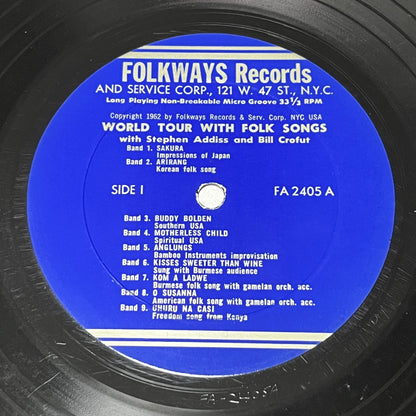 FOLKWAYS Records
AND SERVICE CORP., 121 W. 47 ST., N.Y.C.
Long Playing Non-Breakable Micro Groove 33⅓ RPM
Copyright 1962 by Folkways Records & Serv. Corp. NYC USA
WORLD TOUR WITH FOLK SONGS
with Stephen Addiss and Bill Crofut
Band 1. SAKURA
Impressions of Japan
Band 2. ARIRANG
Korean folk song
SIDE I
FA 2405 A
Band 3. BUDDY BOLDEN
Southern USA
Band 4. MOTHERLESS CHILD
Spiritual USA
Band 5. ANGLUNGS
Bamboo Instruments improvisation
Band 6. KISSES SWEETER THAN WINE
Sung with Burmese audience
Band 7. KOM A LADWE
Burmese folk song with gamelan orch. acc.
Band 8. O SUSANNA
American folk song with gamelan orch. acc.
Band 9. UHURU NA CASI
Freedom song from Kenya